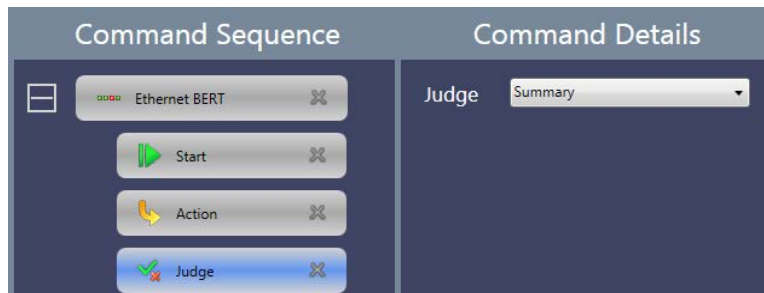 Command Sequence
Command Details
Ethernet BERT
Start
Action
Judge
Judge
Summary